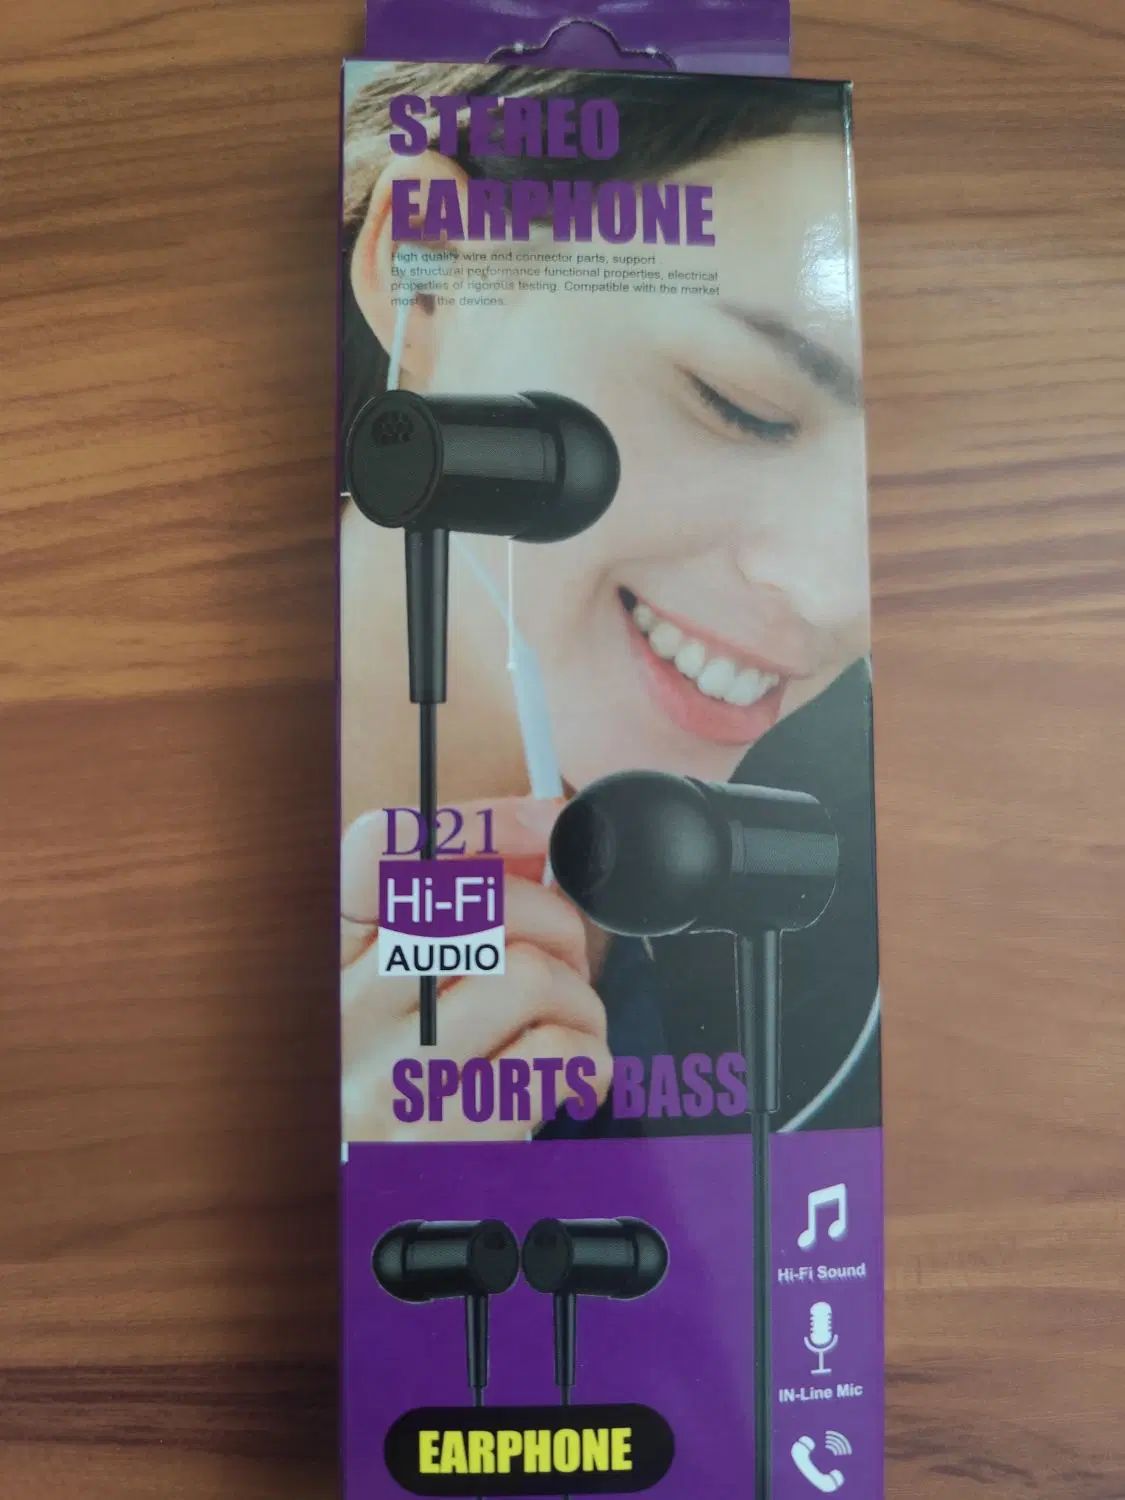 STEREO
EARPHONE
High quality wire and connector parts, support .
By structural performance functional properties, electrical
properties of rigorous testing. Compatible with the market
most the devices.
D21
Hi-Fi
AUDIO
SPORTS BASS
Hi-Fi Sound
IN-Line Mic
EARPHONE